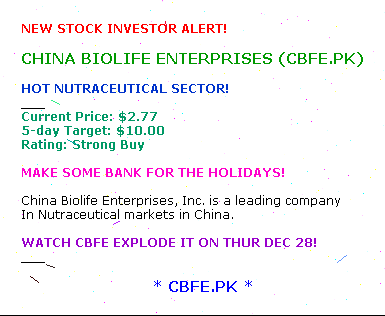 NEW STOCK INVESTOR ALERT!
CHINA BIOLIFE ENTERPRISES (CBFE.PK)
HOT NUTRACEUTICAL SECTOR!
Current Price: $2.77
5-day Target: $10.00
Rating: Strong Buy
MAKE SOME BANK FOR THE HOLIDAYS!
China Biolife Enterprises, Inc. is a leading company
In Nutraceutical markets in China.
WATCH CBFE EXPLODE IT ON THUR DEC 28!
* CBFE.PK *